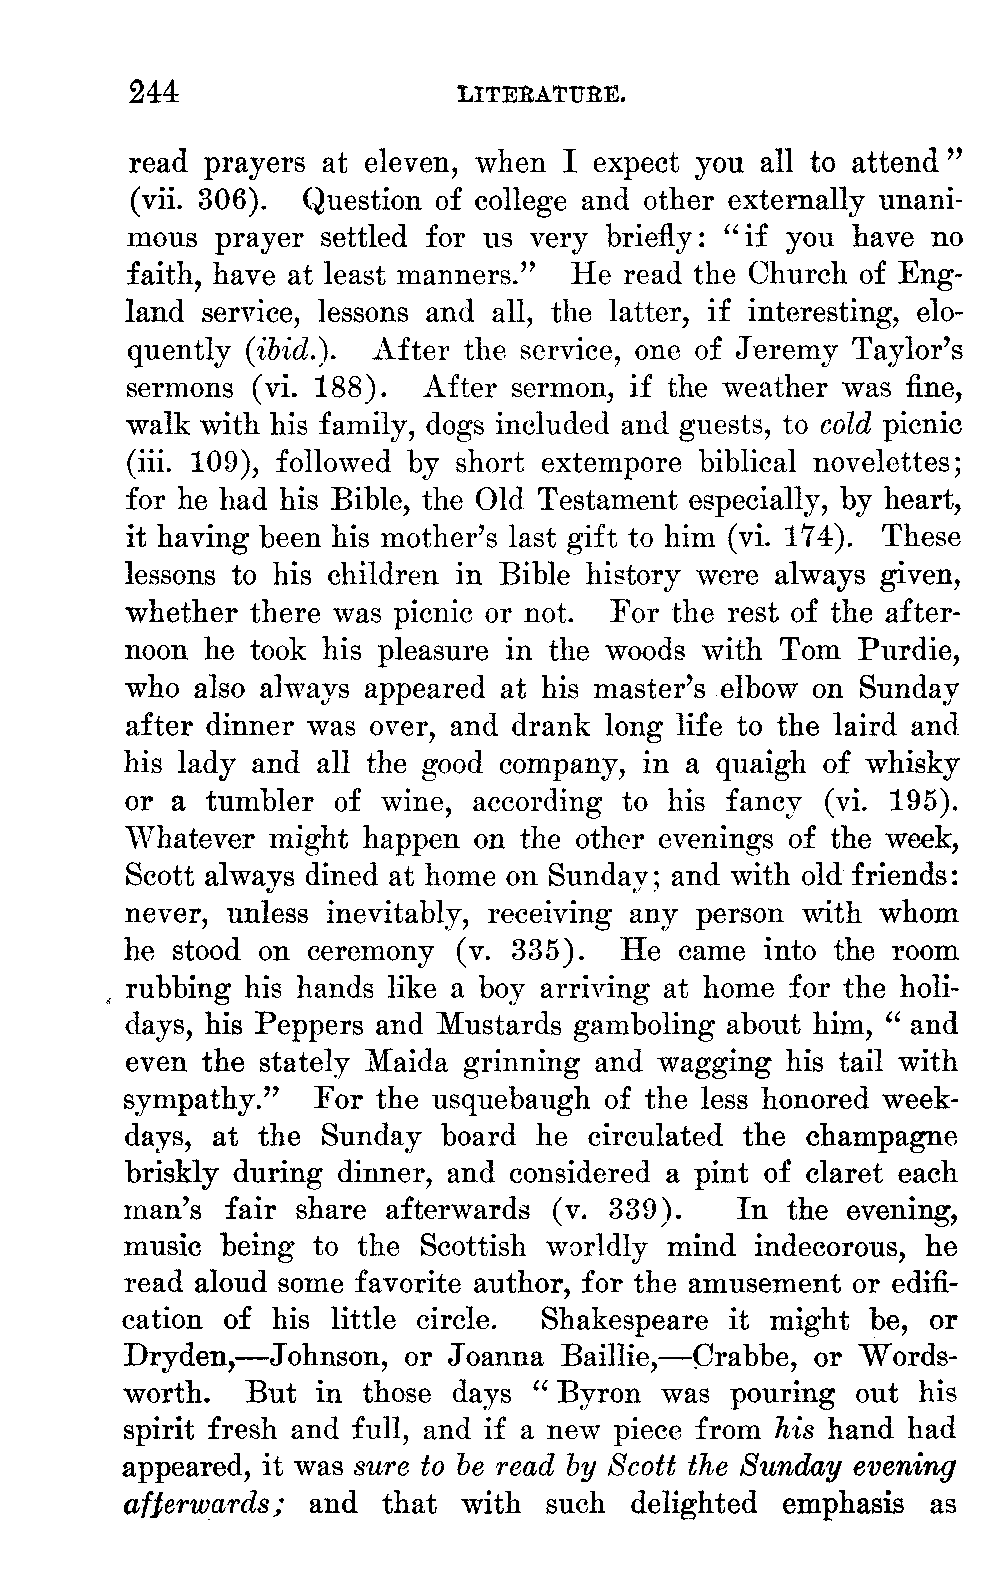 244 LITERATURE.
read prayers at eleven, when I expect you all to attend”
(vii. 306). Question of college and other externally unani-
mous prayer settled for us very briefly: “if you have no
faith, have at least manners.” He read the Church of Eng-
land service, lessons and all, the latter, if interesting, elo-
quently (ibid.). After the service, one of Jeremy Taylor’s
sermons (vi. 188). After sermon, if the weather was fine,
walk with his family, dogs included and guests, to cold picnic
(iii. 109), followed by short extempore biblical novelettes;
for he had his Bible, the Old Testament especially, by heart,
it having been his mother’s last gift to him (vi. 174). These
lessons to his children in Bible history were always given,
whether there was picnic or not. For the rest of the after-
noon he took his pleasure in the woods with Tom Purdie,
who also always appeared at his master’s elbow on Sunday
after dinner was over, and drank long life to the laird and
his lady and all the good company, in a quaigh of whisky
or a tumbler of wine, according to his fancy (vi. 195).
Whatever might happen on the other evenings of the week,
Scott always dined at home on Sunday; and with old friends:
never, unless inevitably, receiving any person with whom
he stood on ceremony (v. 335). He came into the room
rubbing his hands like a boy arriving at home for the holi-
days, his Peppers and Mustards gamboling about him, “ and
even the stately Maida grinning and wagging his tail with
sympathy.” For the usquebaugh of the less honored week-
days, at the Sunday board he circulated the champagne
briskly during dinner, and considered a pint of claret each
man’s fair share afterwards (v. 339). In the evening,
music being to the Scottish worldly mind indecorous, he
read aloud some favorite author, for the amusement or edifi-
cation of his little circle. Shakespeare it might be, or
Dryden,—Johnson, or Joanna Baillie,—Crabbe, or Words-
worth. But in those days “ Byron was pouring out his
spirit fresh and full, and if a new piece from his hand had
appeared, it was sure to be read by Scott the Sunday evening
afterwards; and that with such delighted emphasis as